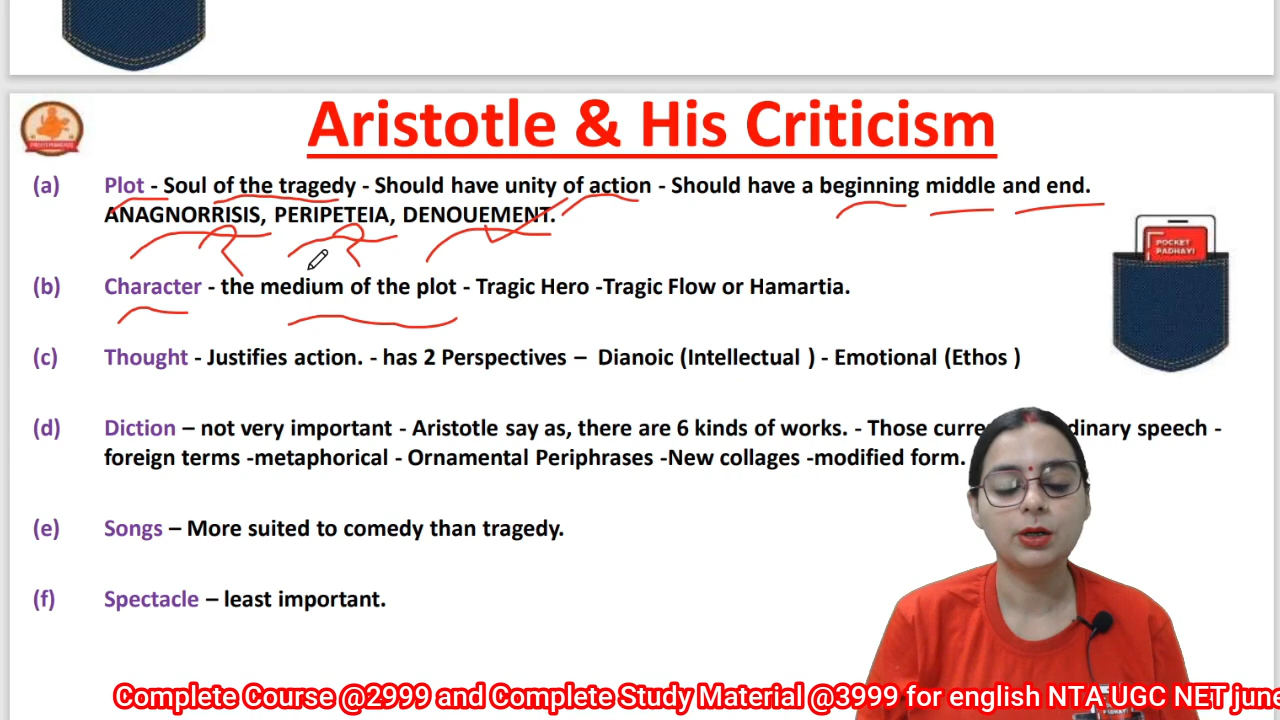 Aristotle & His Criticism
(a) Plot - Soul of the tragedy - Should have unity of action - Should have a beginning middle and end.
ANAGNORRISIS, PERIPETEIA, DENOUEMENT.
POCKET
PADHAYI
(b) Character - the medium of the plot - Tragic Hero -Tragic Flow or Hamartia.
(c) Thought - Justifies action. - has 2 Perspectives – Dianoic (Intellectual ) - Emotional (Ethos )
(d) Diction – not very important - Aristotle say as, there are 6 kinds of works. - Those speech -
foreign terms -metaphorical - Ornamental Periphrases -New collages -modified form.
(e) Songs – More suited to comedy than tragedy.
(f) Spectacle – least important.
Complete Course @2999 and Complete Study Material @3999 for english NTA UGC NET june